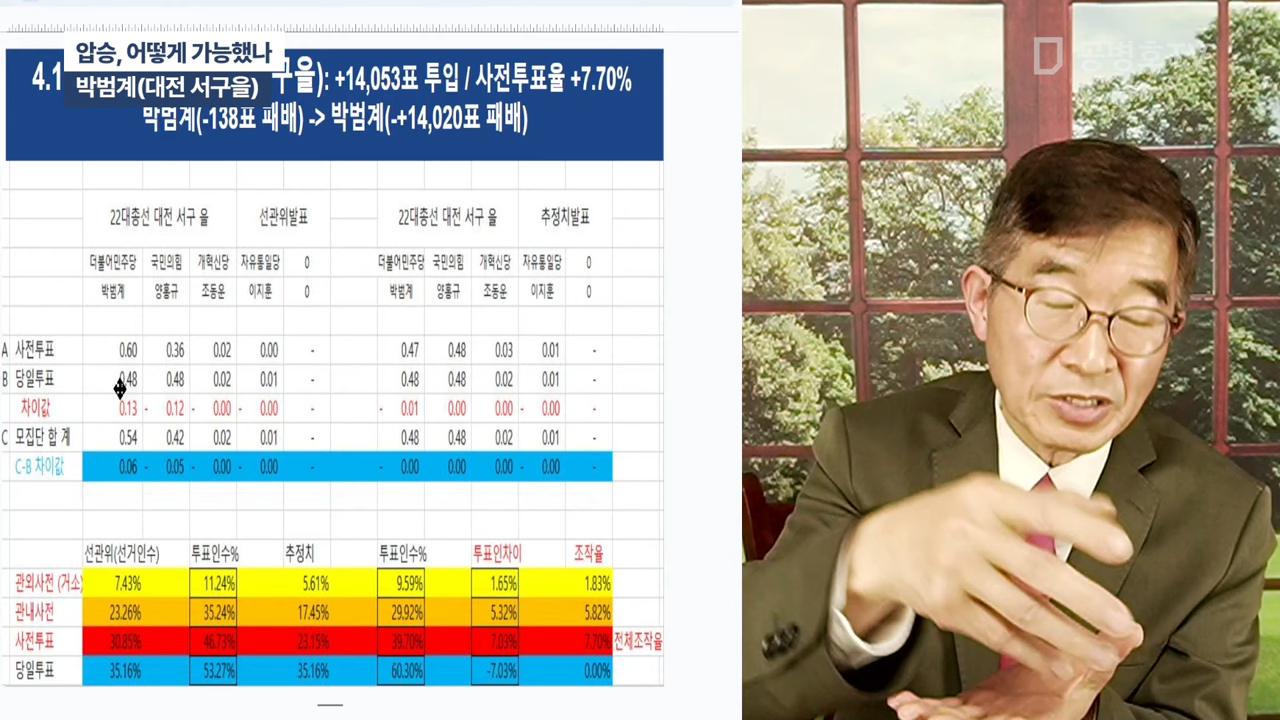 압승, 어떻게 가능했나
박범계(대전 서구을)
4.1 구을): +14,053표 투입 / 사전투표율 +7.70%
박범계(-138표 패배) -> 박범계(-+14,020표 패배)
22대총선 대전 서구 을 선관위발표 22대총선 대전 서구 을 추정치발표
더불어민주당 국민의힘 개혁신당 자유통일당 0 더불어민주당 국민의힘 개혁신당 자유통일당 0
박범계 양홍규 조동운 이지훈 0 박범계 양홍규 조동운 이지훈 0
A 사전투표 0.60 0.36 0.02 0.00 - 0.47 0.48 0.03 0.01 -
B 당일투표 0.48 0.48 0.02 0.01 - 0.48 0.48 0.02 0.01 -
차이값 0.13 - 0.12 - 0.00 - 0.00 - - 0.01 0.00 0.00 - 0.00 -
C 모집단 합 계 0.54 0.42 0.02 0.01 - 0.48 0.48 0.02 0.01 -
C-B 차이값 0.06 - 0.05 - 0.00 - 0.00 - - 0.00 0.00 0.00 - 0.00 -
선관위(선거인수) 투표인수% 추정치 투표인수% 투표인차이 조작율
관외사전 (거소) 7.43% 11.24% 5.61% 9.59% 1.65% 1.83%
관내사전 23.26% 35.24% 17.45% 29.92% 5.32% 5.82%
사전투표 30.85% 46.73% 23.15% 39.70% 7.03% 7.70% 전체조작율
당일투표 35.16% 53.27% 35.16% 60.30% -7.03% 0.00%